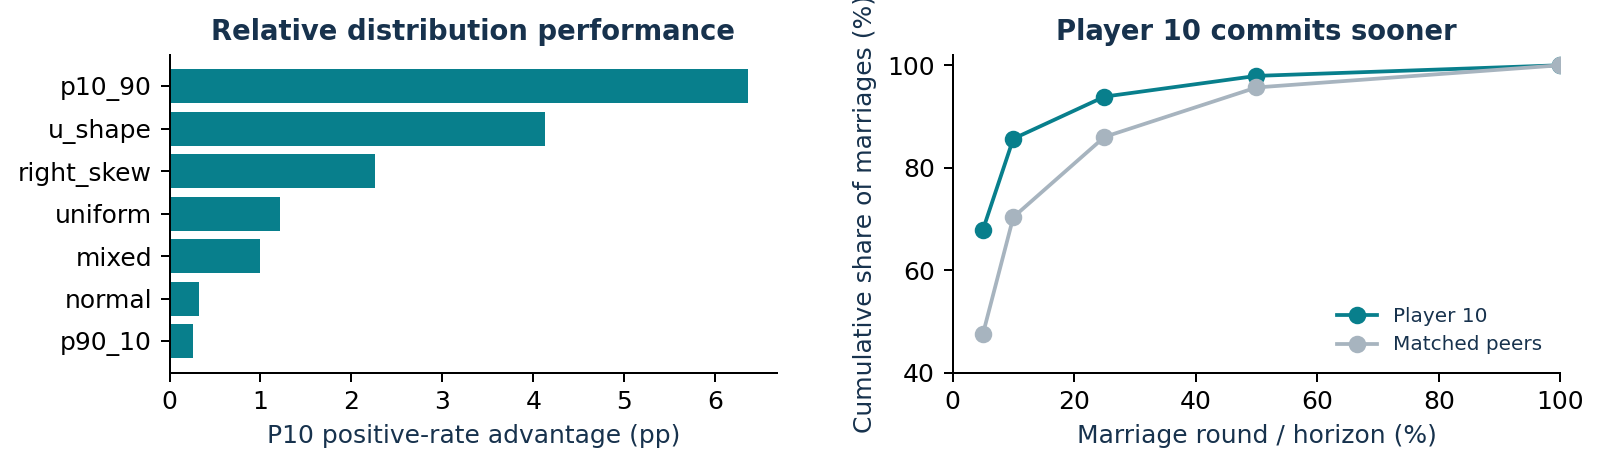 Relative distribution performance
p10_90
u_shape
right_skew
uniform
mixed
normal
p90_10
0 1 2 3 4 5 6
P10 positive-rate advantage (pp)
Player 10 commits sooner
Cumulative share of marriages (%)
100
80
60
40
0 20 40 60 80 100
Marriage round / horizon (%)
Player 10
Matched peers